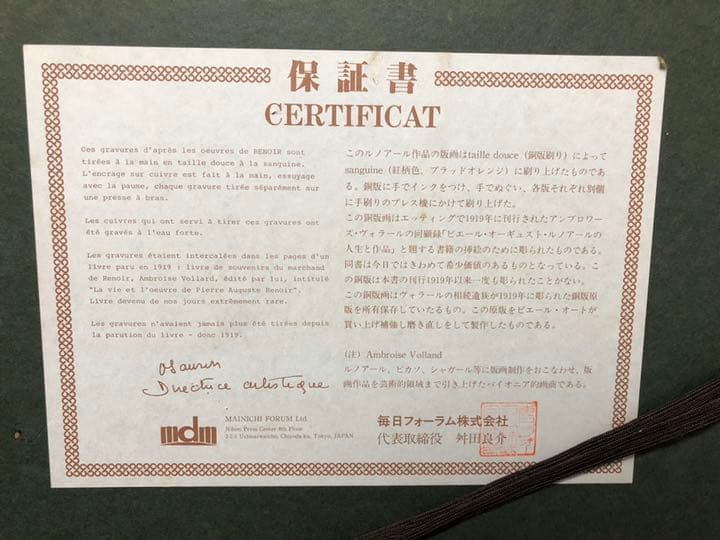 保証書
CERTIFICAT
Ces gravures d'après les oeuvres de RENOIR sont
tirées à la main en taille douce à la sanguine.
L'encrage sur cuivre est fait à la main, essuyage
avec la paume, chaque gravure tirée séparément sur
une presse à bras.
Les cuivres qui ont servi à tirer ces gravures ont
été gravés à l'eau forte.
Les gravures étaient intercalées dans les pages d'un
livre paru en 1919 : livre de souvenirs du marchand
de Renoir, Ambroise Vollard, édité par lui, intitulé
"La vie et l'oeuvre de Pierre Auguste Renoir".
Livre devenu de nos jours extrêmement rare.
Les gravures n'avaient jamais plus été tirées depuis
la parution du livre - donc 1919.
Directrice artistique
mdm
MAINICHI FORUM Ltd.
Nihon Press Center 8th Floor
2-2-1 Uchisaiwaicho, Chiyoda-ku, Tokyo, JAPAN
このルノアール作品の版画はtaille douce（銅版刷り）によって
sanguine（紅柄色、ブラッドオレンジ）に刷り上げたものであ
る。銅版に手でインクをつけ、手でぬぐい、各版それぞれ別個
に手刷りのプレス機にかけて刷り上げた。
この銅版画はエッティングで1919年に刊行されたアンブロワー
ズ・ヴォラールの回顧録「ピエール・オーギュスト・ルノアールの
人生と作品」と題する書籍の挿絵のために彫られたものである。
同書は今日ではきわめて希少価値のあるものとなっている。こ
の銅版は本書の刊行1919年以来一度も刷られたことがない。
この銅版画はヴォラールの相続遺族が1919年に彫られた銅版原
版を所有保存していたるもの。この原版をピエール・オートが
買い上げ補強し磨き直しをして製作したものである。
（注） Ambroise Volland
ルノアール、ピカソ、シャガール等に版画制作をおこなわせ、版
画作品を芸術的領域まで引き上げたパイオニア的画商である。
毎日フォーラム株式会社
代表取締役 舛田良介